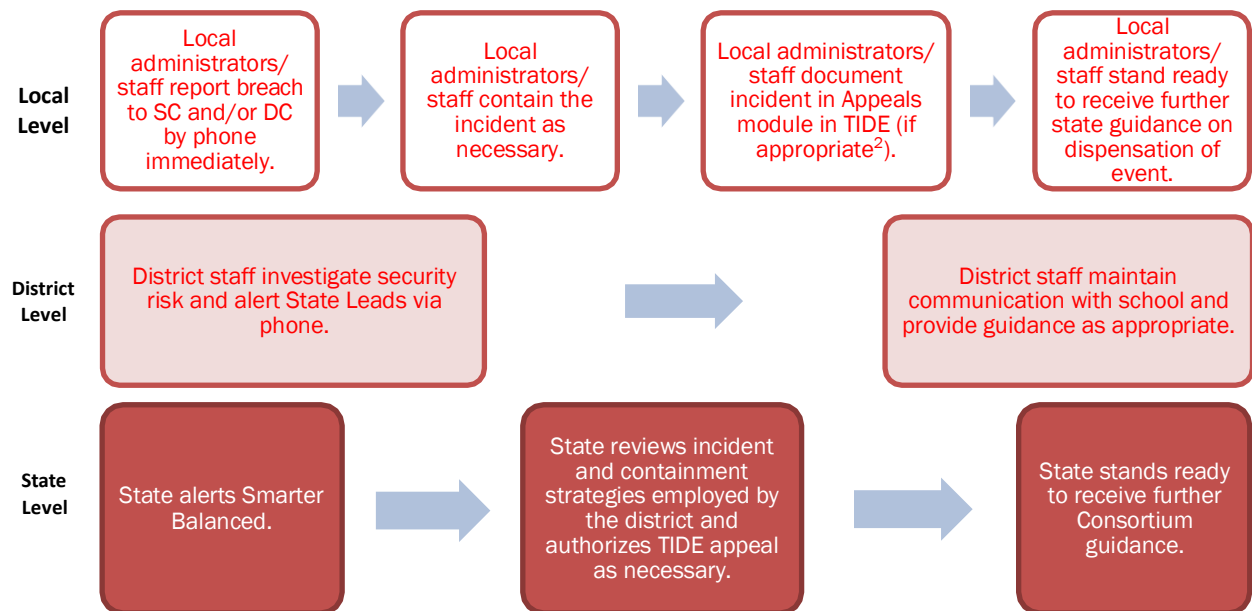 Local
Level
Local
administrators/
staff report breach
to SC and/or DC
by phone
immediately.
Local
administrators/
staff contain the
incident as
necessary.
Local administrators/
staff document
incident in Appeals
module in TIDE (if
appropriate²).
Local
administrators/
staff stand ready
to receive further
state guidance on
dispensation of
event.
District
Level
District staff investigate security
risk and alert State Leads via
phone.
District staff maintain
communication with school and
provide guidance as appropriate.
State
Level
State alerts Smarter
Balanced.
State reviews incident
and containment
strategies employed by
the district and
authorizes TIDE appeal
as necessary.
State stands ready
to receive further
Consortium
guidance.